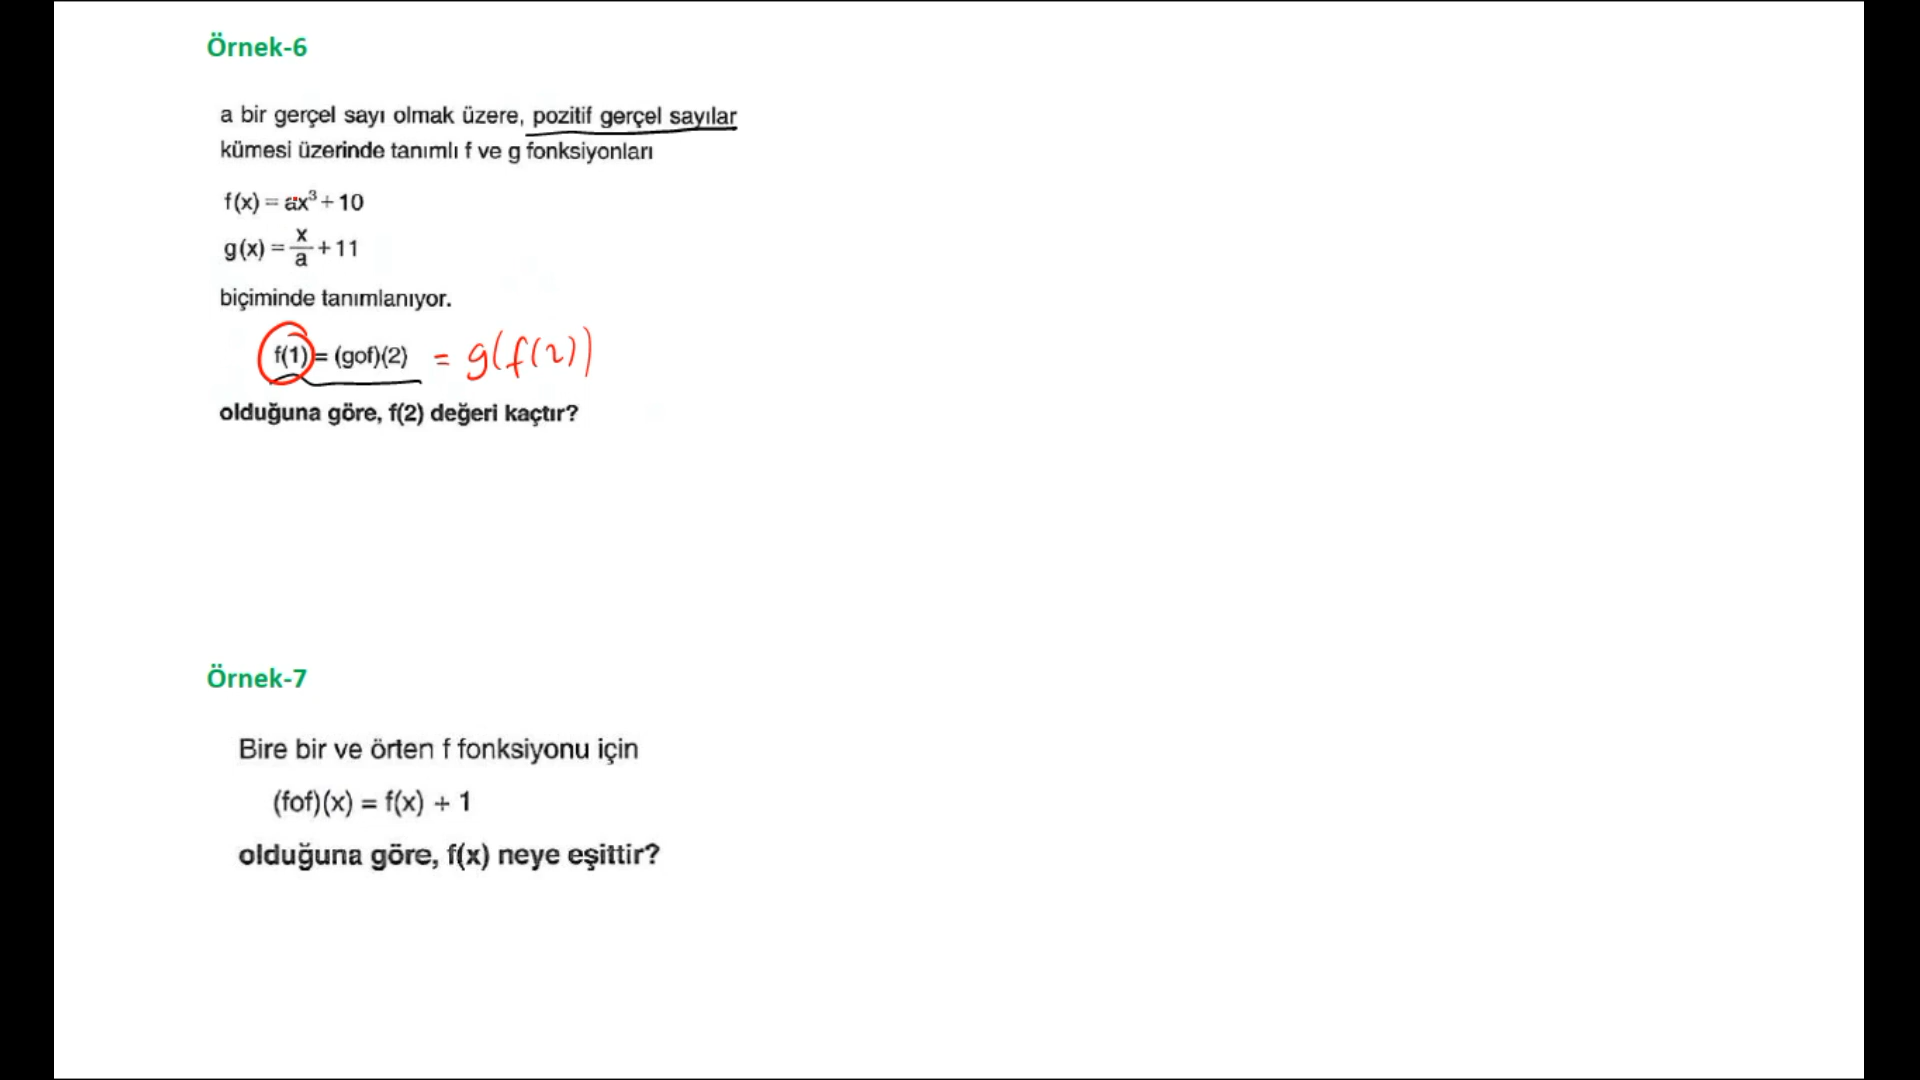 Örnek-6
a bir gerçel sayı olmak üzere, pozitif gerçel sayılar
kümesi üzerinde tanımlı f ve g fonksiyonları
f(x) = ax³ + 10
g(x) = x/a + 11
biçiminde tanımlanıyor.
f(1) = (gof)(2) = g(f(2))
olduğuna göre, f(2) değeri kaçtır?
Örnek-7
Bire bir ve örten f fonksiyonu için
(fof)(x) = f(x) + 1
olduğuna göre, f(x) neye eşittir?